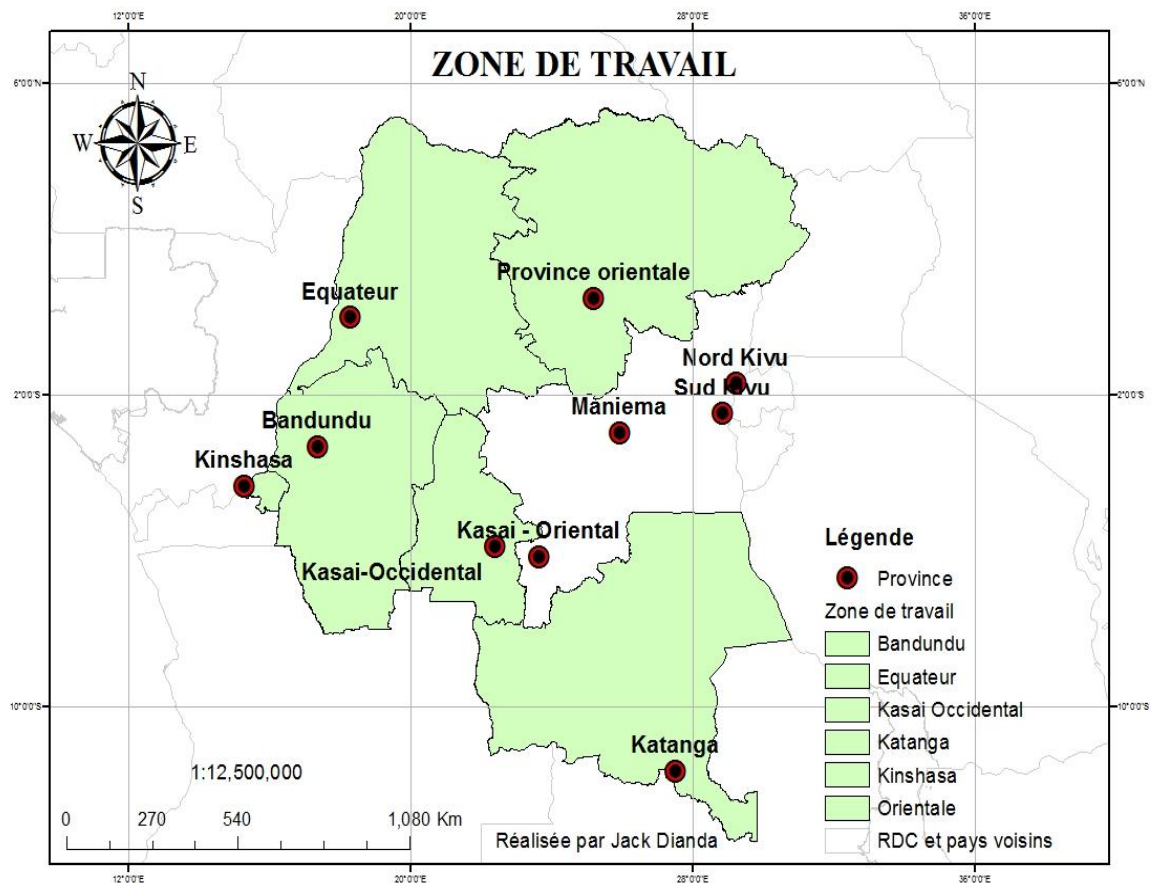 12°0'0"E 20°0'0"E 28°0'0"E 36°0'0"E
ZONE DE TRAVAIL
6°0'0"N 6°0'0"N
N
W E
S
Province orientale
Equateur
Nord Kivu
2°0'0"S Sud Kivu 2°0'0"S
Maniema
Bandundu
Kinshasa
Kasai - Oriental
Kasai-Occidental
Légende
Province
Zone de travail
Bandundu
Equateur
Kasai Occidental
10°0'0"S 10°0'0"S
Katanga
Katanga
1:12,500,000
Kinshasa
Orientale
0 270 540 1,080 Km
Réalisée par Jack Dianda
RDC et pays voisins
12°0'0"E 20°0'0"E 28°0'0"E 36°0'0"E